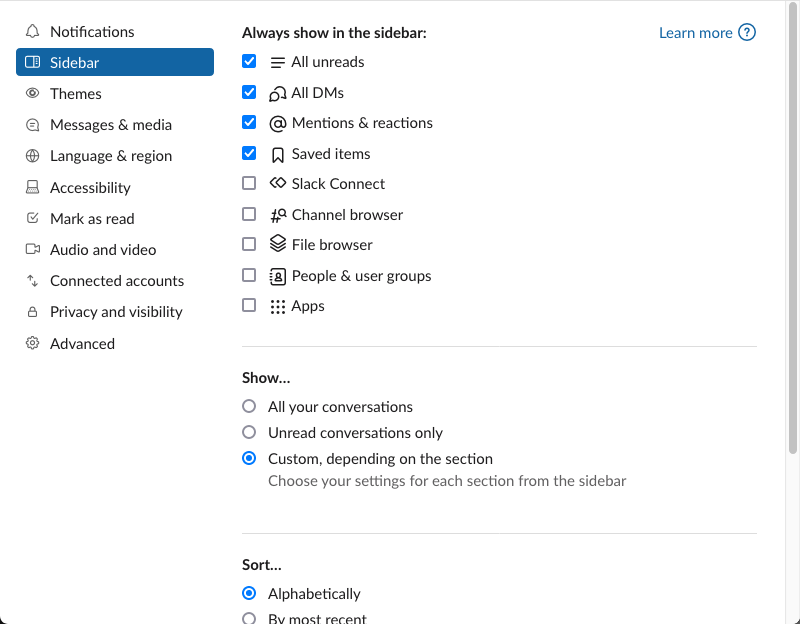 Notifications
Sidebar
Themes
Messages & media
Language & region
Accessibility
Mark as read
Audio and video
Connected accounts
Privacy and visibility
Advanced
Always show in the sidebar:
Learn more
All unreads
All DMs
Mentions & reactions
Saved items
Slack Connect
Channel browser
File browser
People & user groups
Apps
Show...
All your conversations
Unread conversations only
Custom, depending on the section
Choose your settings for each section from the sidebar
Sort...
Alphabetically
By most recent